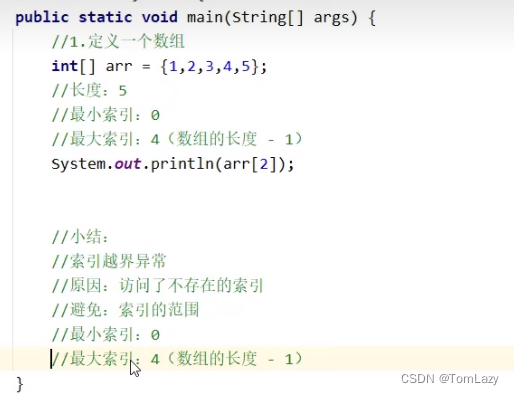 public static void main(String[] args) {
//1.定义一个数组
int[] arr = {1,2,3,4,5};
//长度：5
//最小索引：0
//最大索引：4（数组的长度 - 1）
System.out.println(arr[2]);
//小结：
//索引越界异常
//原因：访问了不存在的索引
//避免：索引的范围
//最小索引：0
//最大索引：4（数组的长度 - 1）
}
CSDN @TomLazy